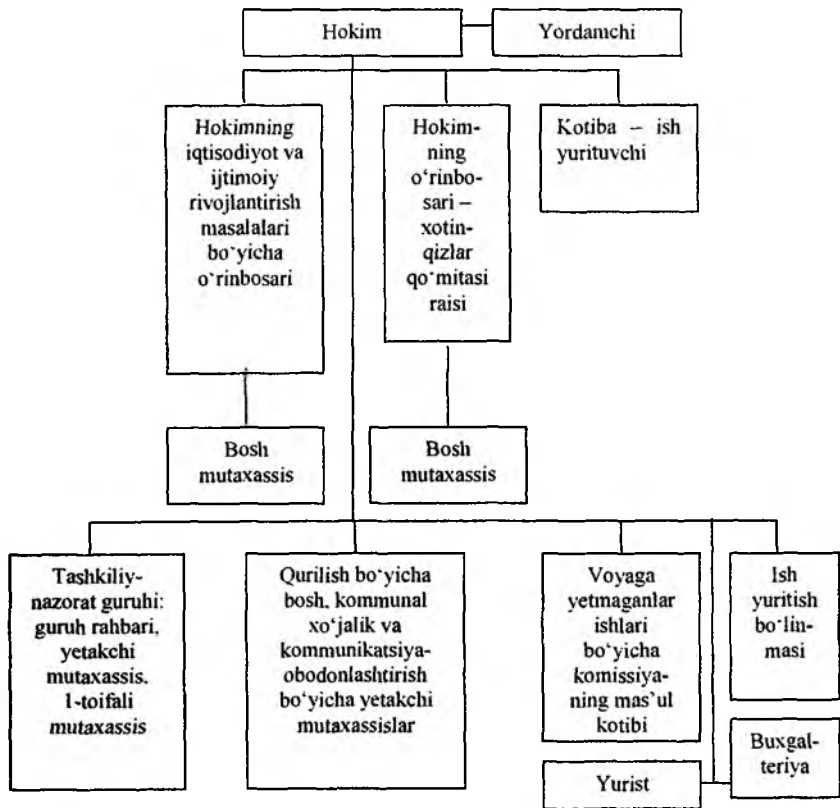 Hokim
Yordamchi
Hokimning
iqtisodiyot va
ijtimoiy
rivojlantirish
masalalari
bo‘yicha
o‘rinbosari
Hokim-
ning
o‘rinbo-
sari –
xotin-
qizlar
qo‘mitasi
raisi
Kotiba – ish
yurituvchi
Bosh
mutaxassis
Bosh
mutaxassis
Tashkiliy-
nazorat guruhi:
guruh rahbari,
yetakchi
mutaxassis.
1-toifali
mutaxassis
Qurilish bo‘yicha
bosh, kommunal
xo‘jalik va
kommunikatsiya-
obodonlashtirish
bo‘yicha yetakchi
mutaxassislar
Voyaga
yetmaganlar
ishlari
bo‘yicha
komissiya-
ning mas’ul
kotibi
Ish
yuritish
bo‘lin-
masi
Buxgal-
teriya
Yurist